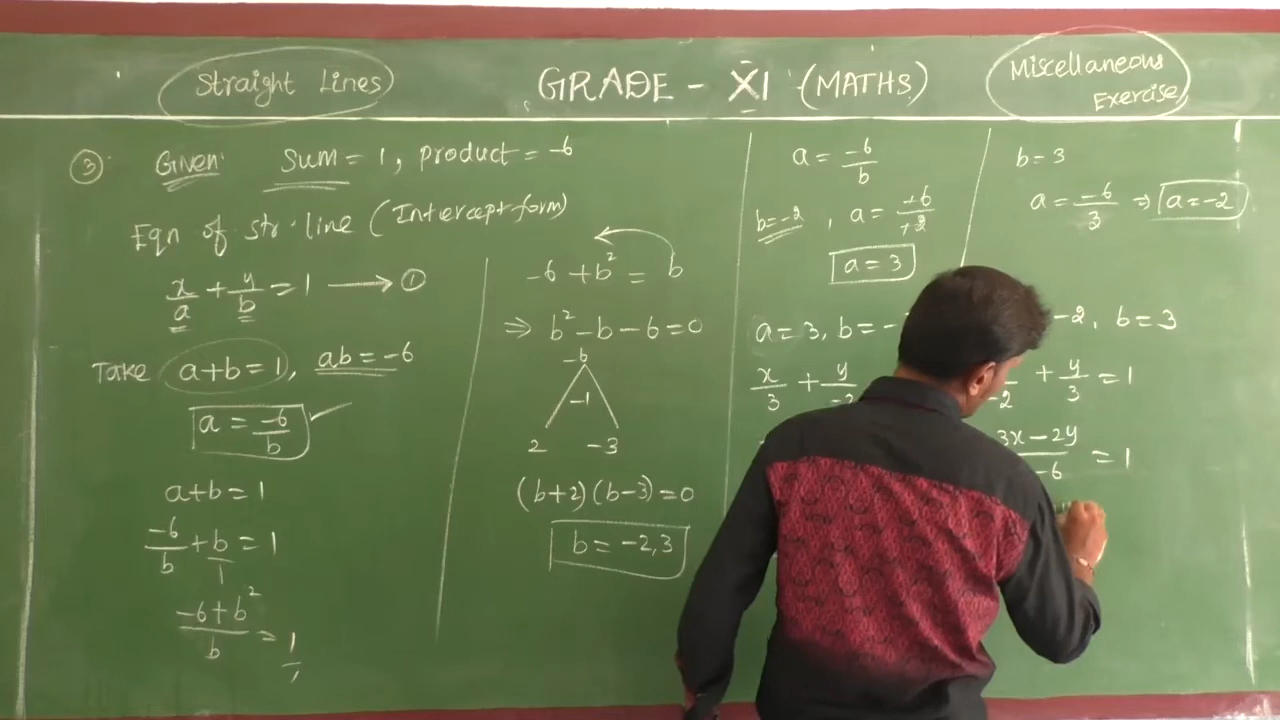 Straight Lines
GRADE - XI (MATHS)
Miscellaneous
Exercise
③ Given: Sum = 1, product = -6
Eqn of str. line (Intercept form)
x/a + y/b = 1 ⟶ ①
Take a+b = 1, ab = -6
a = -6/b
a+b = 1
-6/b + b/1 = 1
(-6+b²)/b = 1/1
-6 + b² = b
⇒ b² - b - 6 = 0
-6
-1
2 -3
(b+2)(b-3) = 0
b = -2,3
a = -6/b
b = -2, a = -6/-2
a = 3
a = 3, b = -
x/3 + y/-2
b = 3
a = -6/3 ⇒ a = -2
-2, b = 3
-2 + y/3 = 1
(3x - 2y)/-6 = 1